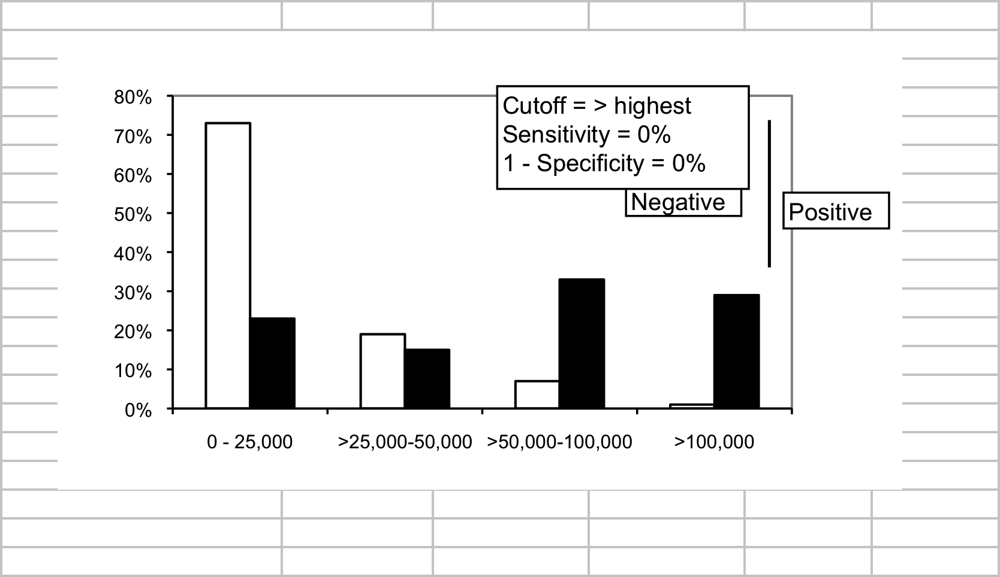 Cutoff = > highest
Sensitivity = 0%
1 - Specificity = 0%
Negative
Positive
80%
70%
60%
50%
40%
30%
20%
10%
0%
0 - 25,000
>25,000-50,000
>50,000-100,000
>100,000